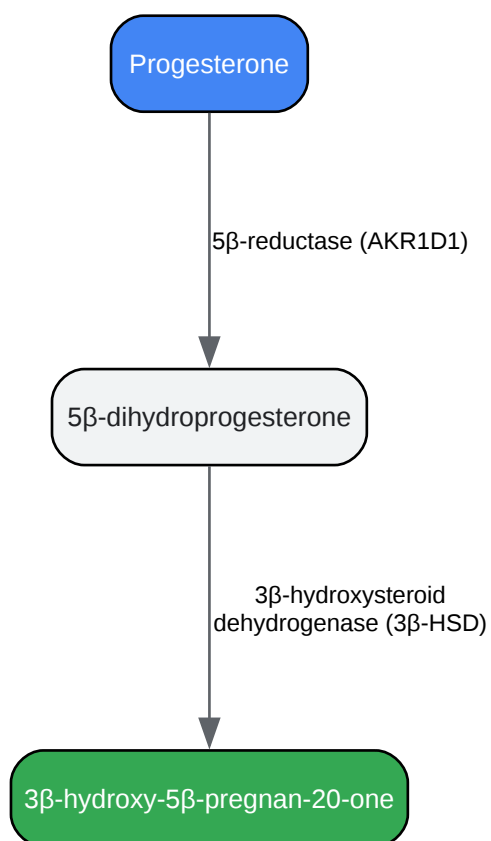 Progesterone
5β-reductase (AKR1D1)
5β-dihydroprogesterone
3β-hydroxysteroid
dehydrogenase (3β-HSD)
3β-hydroxy-5β-pregnan-20-one